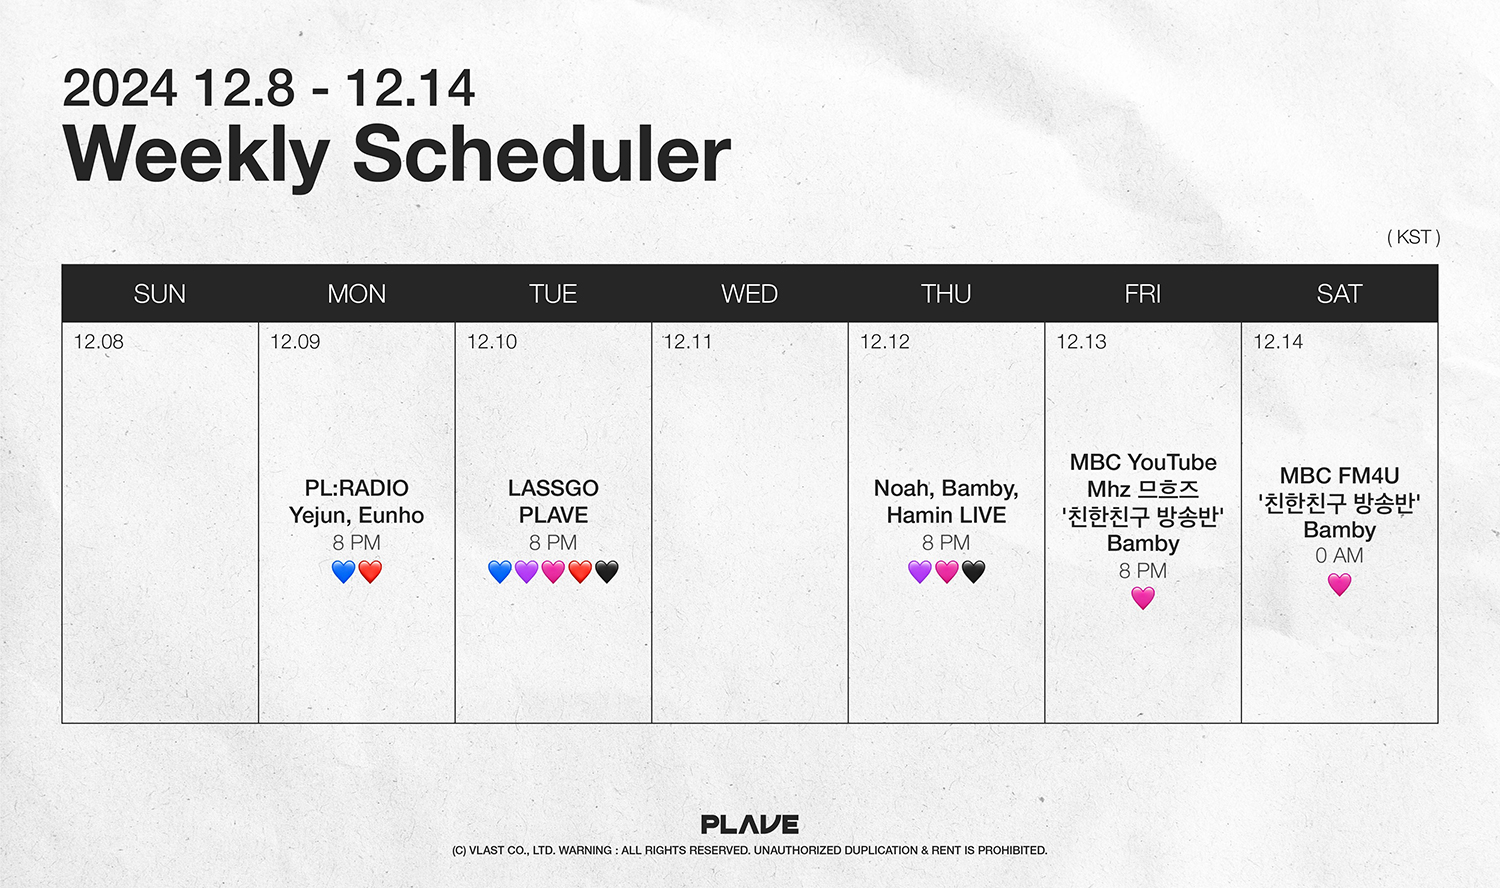 2024 12.8 - 12.14
Weekly Scheduler
( KST )
SUN
MON
TUE
WED
THU
FRI
SAT
12.08
12.09
PL:RADIO
Yejun, Eunho
8 PM
💙❤️
12.10
LASSGO
PLAVE
8 PM
💙💜🩷❤️🖤
12.11
12.12
Noah, Bamby,
Hamin LIVE
8 PM
💜🩷🖤
12.13
MBC YouTube
Mhz 므흐즈
'친한친구 방송반'
Bamby
8 PM
🩷
12.14
MBC FM4U
'친한친구 방송반'
Bamby
0 AM
🩷
PLAVE
(C) VLAST CO., LTD. WARNING : ALL RIGHTS RESERVED. UNAUTHORIZED DUPLICATION & RENT IS PROHIBITED.